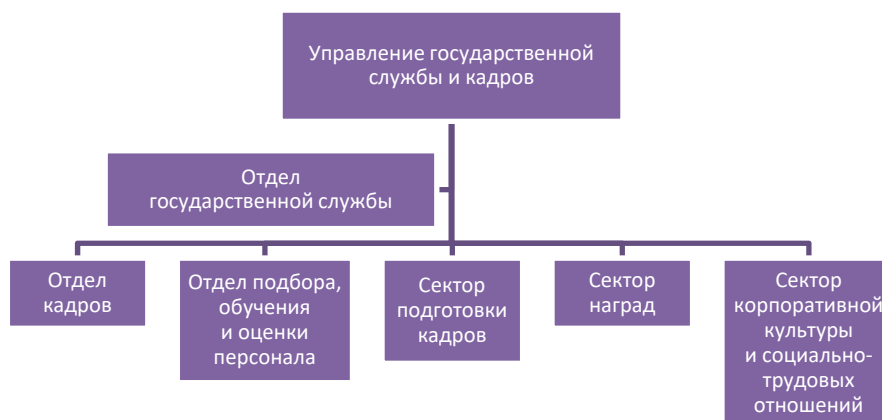 Управление государственной
службы и кадров
Отдел
государственной службы
Отдел
кадров
Отдел подбора,
обучения
и оценки
персонала
Сектор
подготовки
кадров
Сектор
наград
Сектор
корпоративной
культуры
и социально-
трудовых
отношений